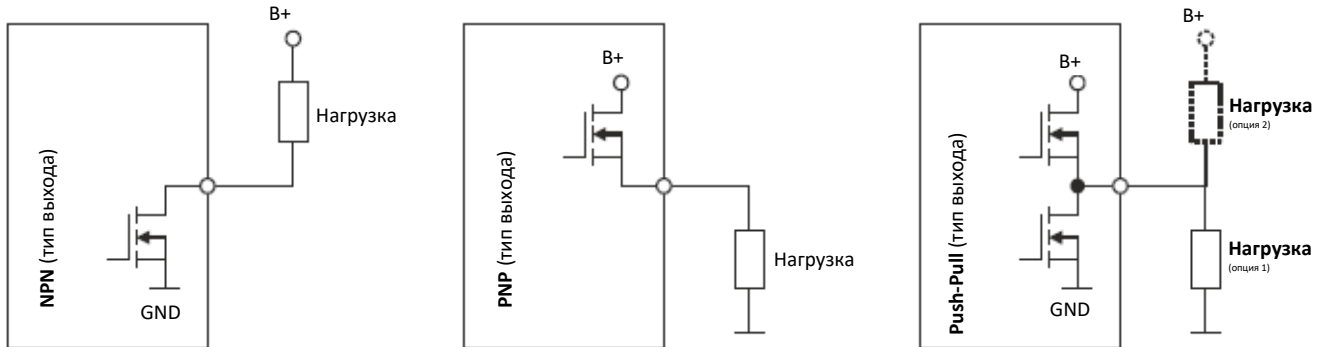 NPN (тип выхода)
B+
Нагрузка
GND
PNP (тип выхода)
B+
Нагрузка
Push-Pull (тип выхода)
B+
GND
B+
Нагрузка
(опция 2)
Нагрузка
(опция 1)